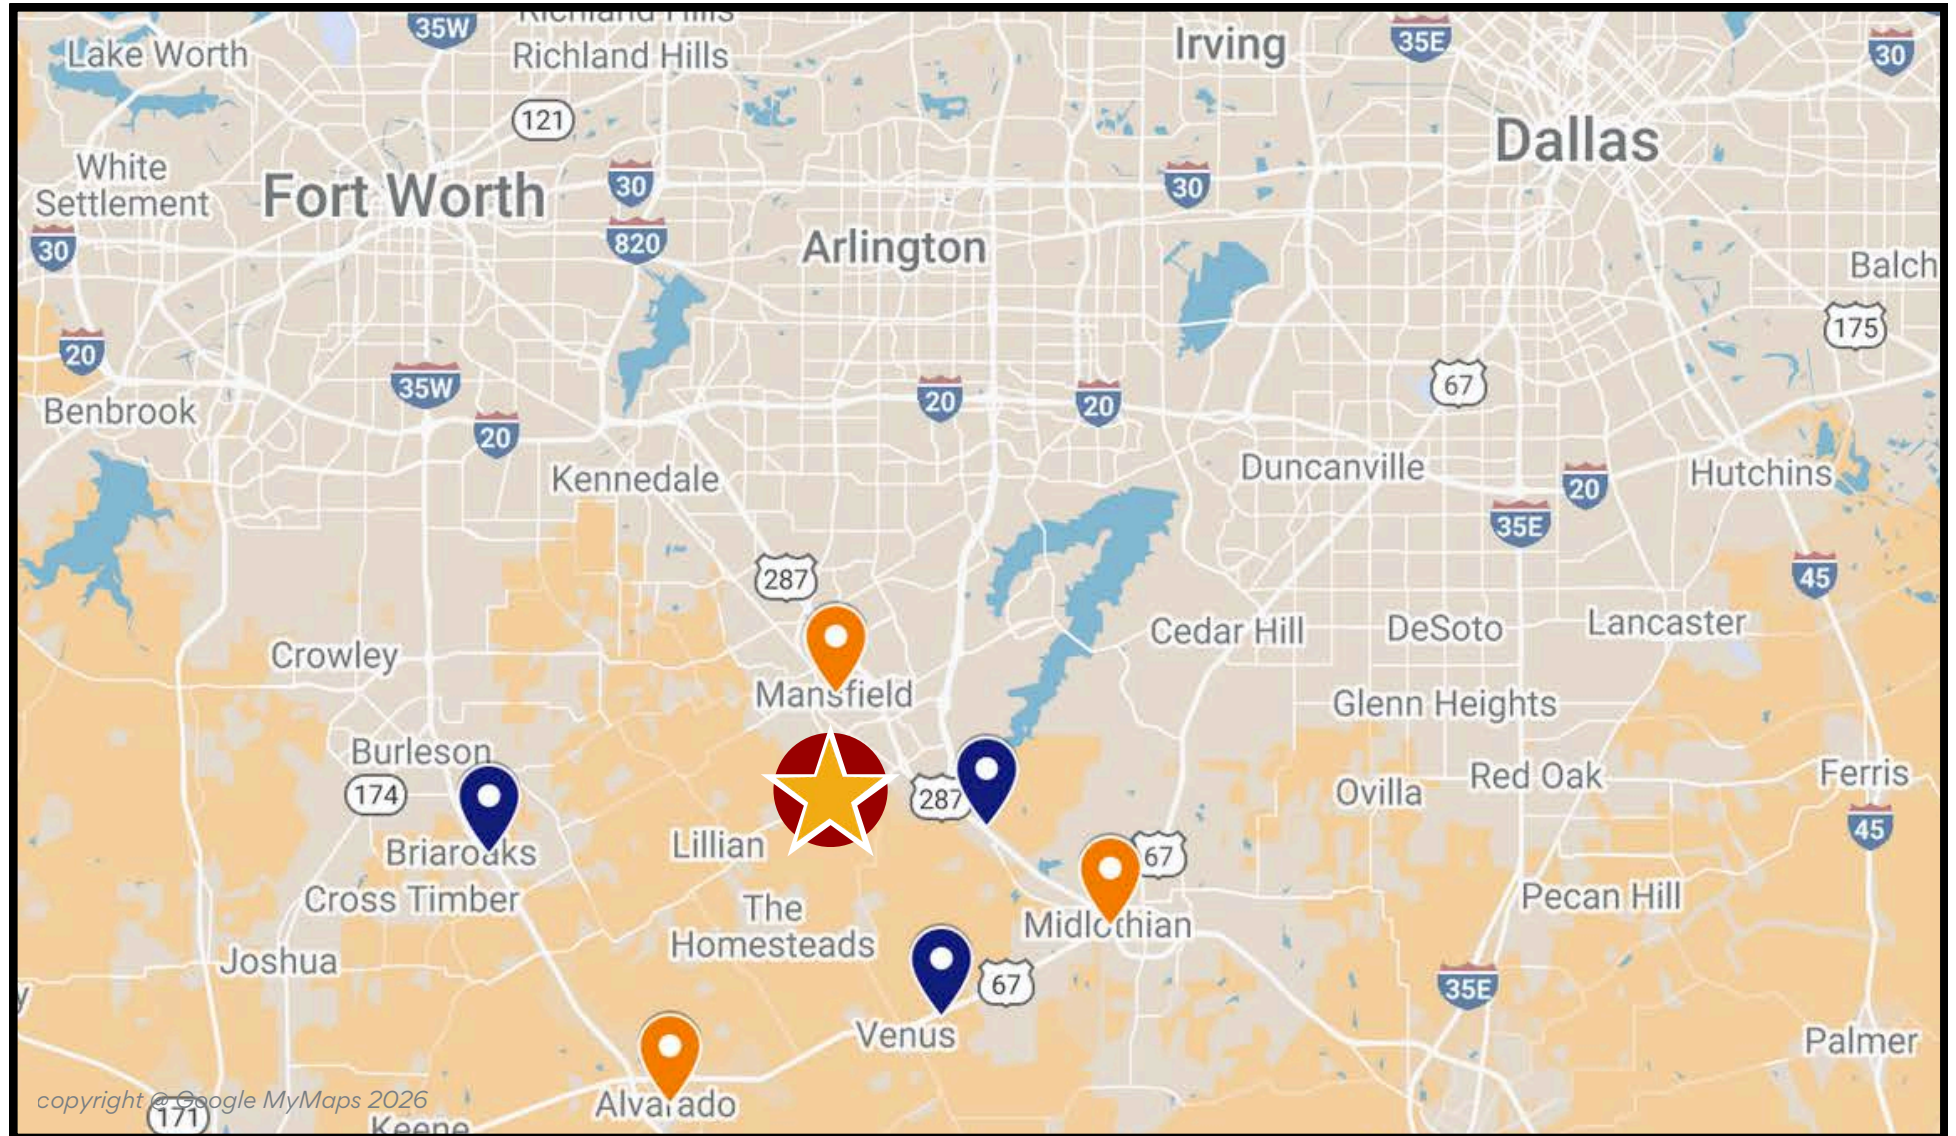 Richland Hills
35W
35E
Lake Worth
Richland Hills
Irving
30
121
Dallas
White
Settlement
Fort Worth
30
30
30
820
Arlington
Balch
175
20
35W
67
20
20
Benbrook
20
Kennedale
Duncanville
20
Hutchins
35E
287
45
Crowley
Cedar Hill
DeSoto
Lancaster
Mansfield
Glenn Heights
Burleson
174
287
Ovilla
Red Oak
Ferris
45
Briaroaks
Lillian
67
Cross Timber
The
Homesteads
Midlothian
Pecan Hill
Joshua
67
35E
y
Venus
Palmer
copyright @ Google MyMaps 2026
171
Alvarado
Keene